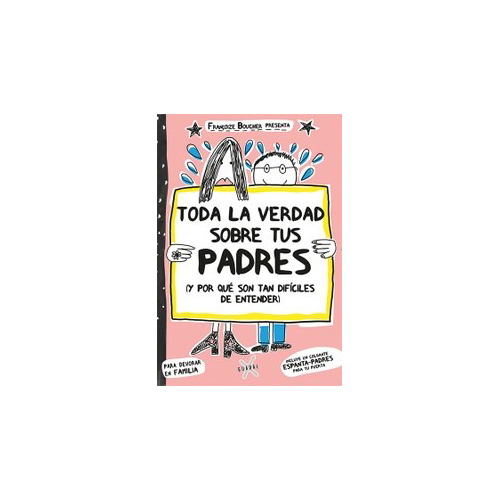 FRANÇOIZE BOUCHER PRESENTA
TODA LA VERDAD
SOBRE TUS
PADRES
(Y POR QUÉ SON TAN DIFÍCILES
DE ENTENDER)
PARA DEVORAR
EN FAMILIA
INCLUYE UN COLGANTE
ESPANTA-PADRES
PARA TU PUERTA